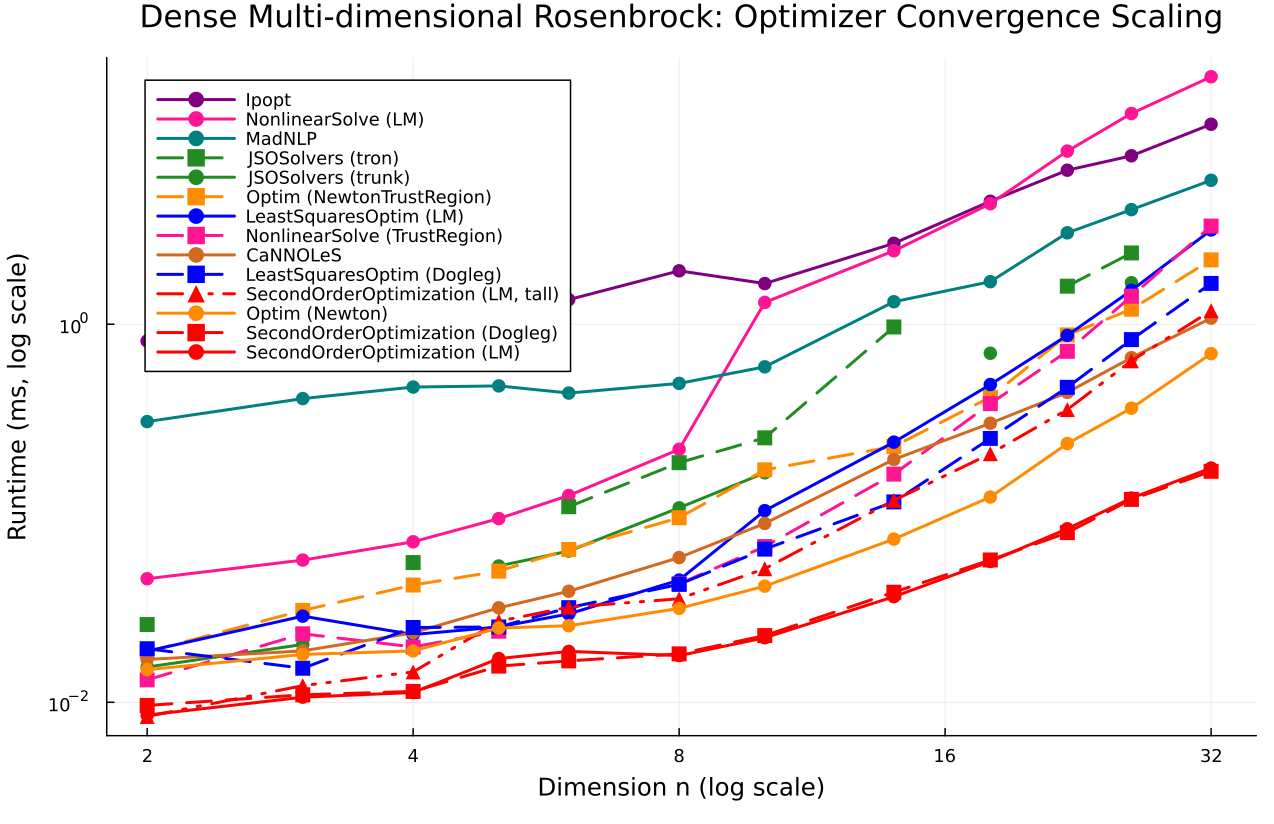 Dense Multi-dimensional Rosenbrock: Optimizer Convergence Scaling
Ipopt
NonlinearSolve (LM)
MadNLP
JSOSolvers (tron)
JSOSolvers (trunk)
Optim (NewtonTrustRegion)
LeastSquaresOptim (LM)
NonlinearSolve (TrustRegion)
CaNNOLeS
LeastSquaresOptim (Dogleg)
SecondOrderOptimization (LM, tall)
Optim (Newton)
SecondOrderOptimization (Dogleg)
SecondOrderOptimization (LM)
Runtime (ms, log scale)
10⁰
10⁻²
2 4 8 16 32
Dimension n (log scale)